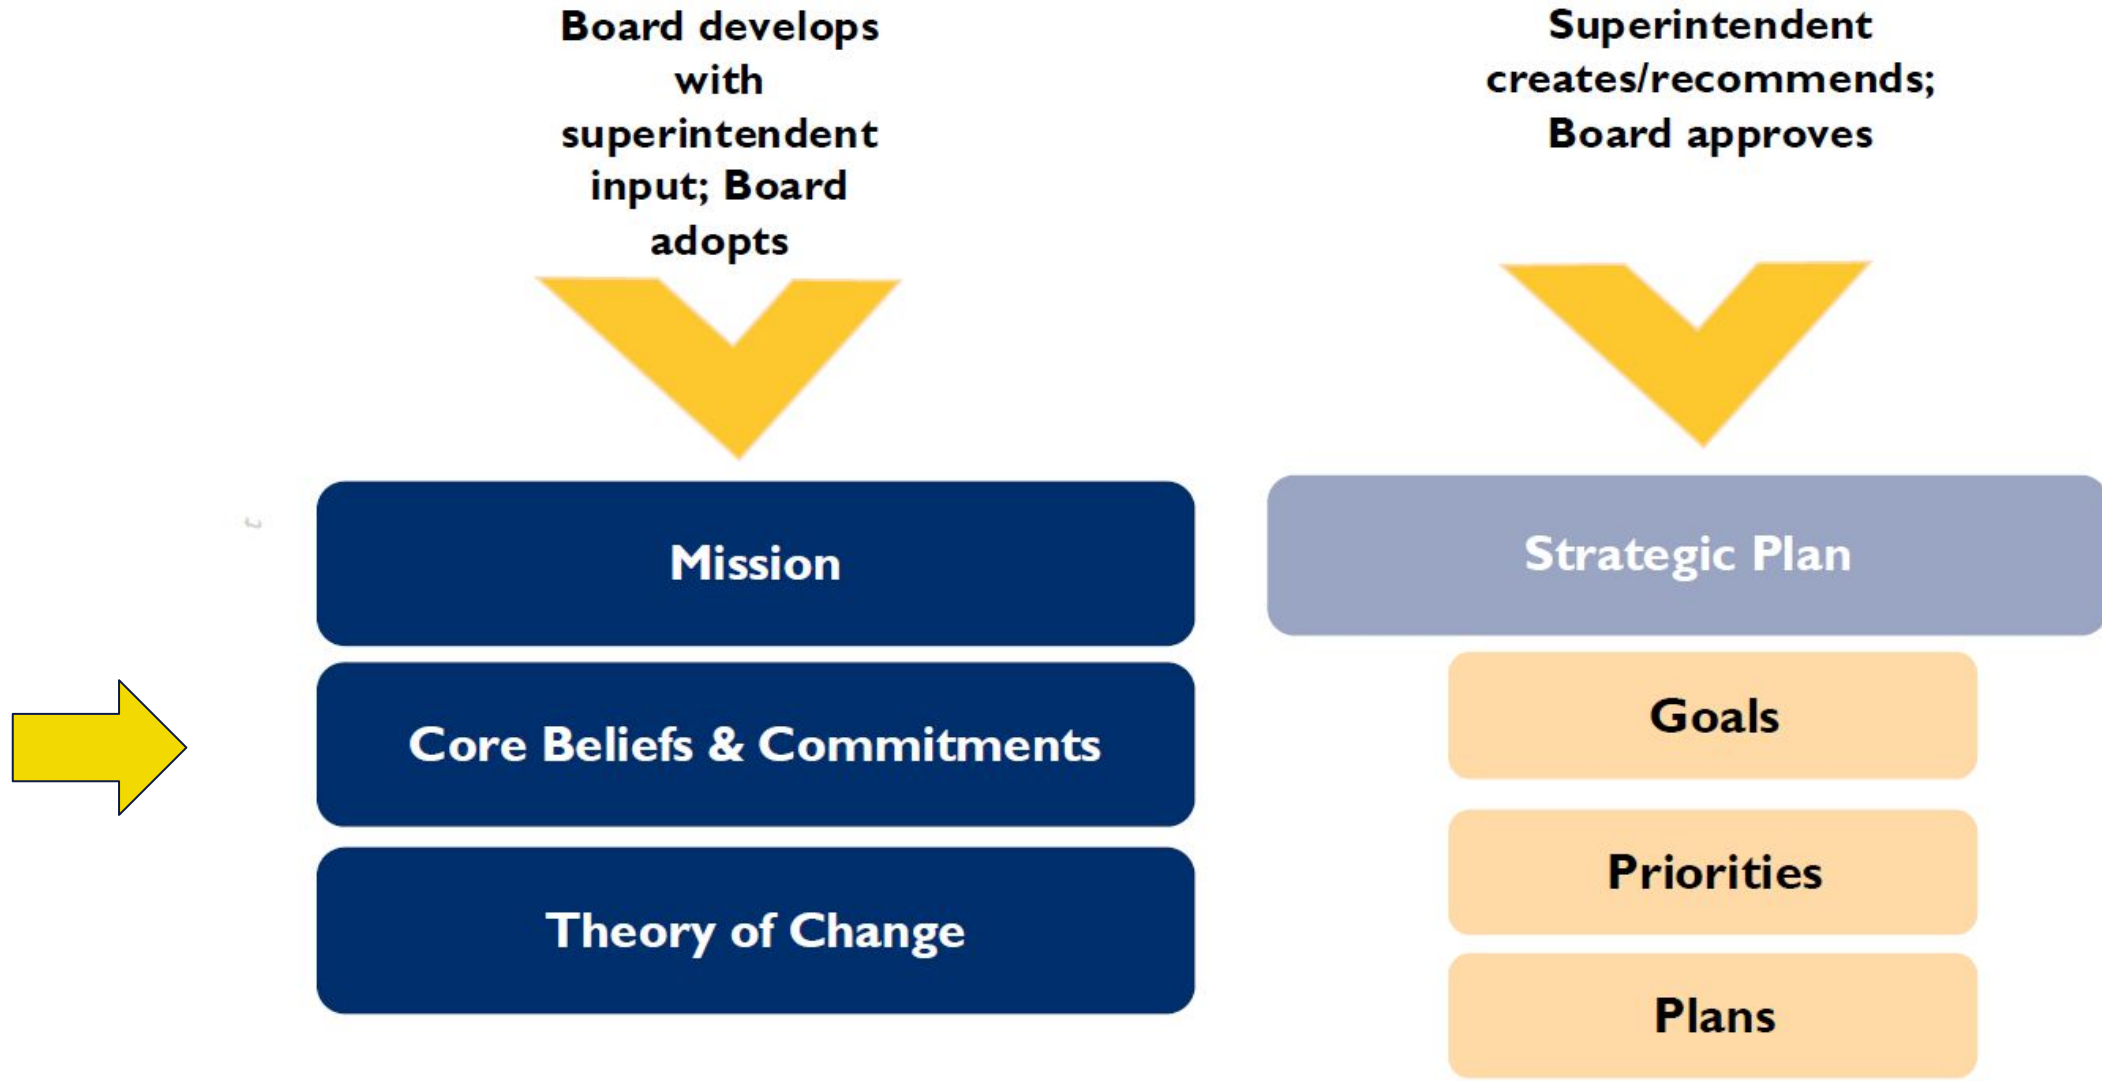 Board develops
with
superintendent
input; Board
adopts
Superintendent
creates/recommends;
Board approves
Mission
Core Beliefs & Commitments
Theory of Change
Strategic Plan
Goals
Priorities
Plans